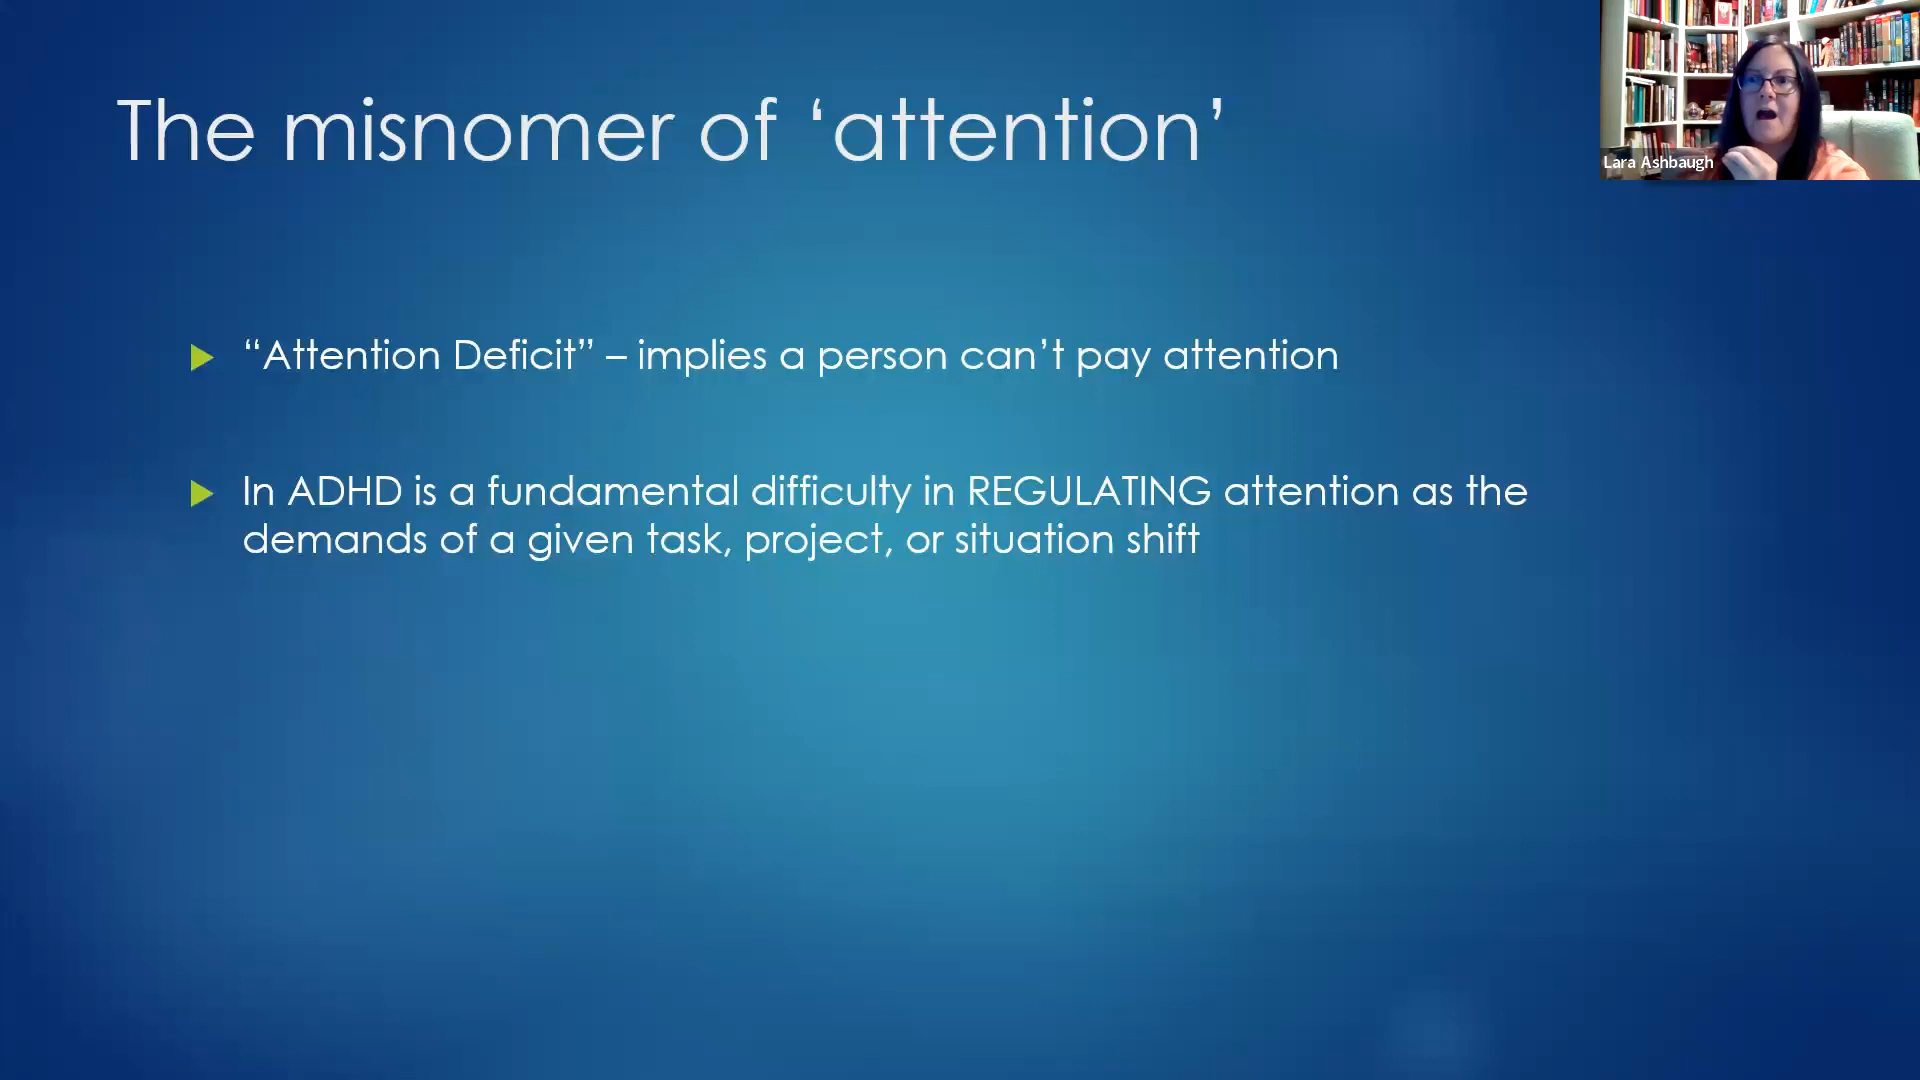 The misnomer of ‘attention’
Lara Ashbaugh
“Attention Deficit” – implies a person can’t pay attention
In ADHD is a fundamental difficulty in REGULATING attention as the
demands of a given task, project, or situation shift